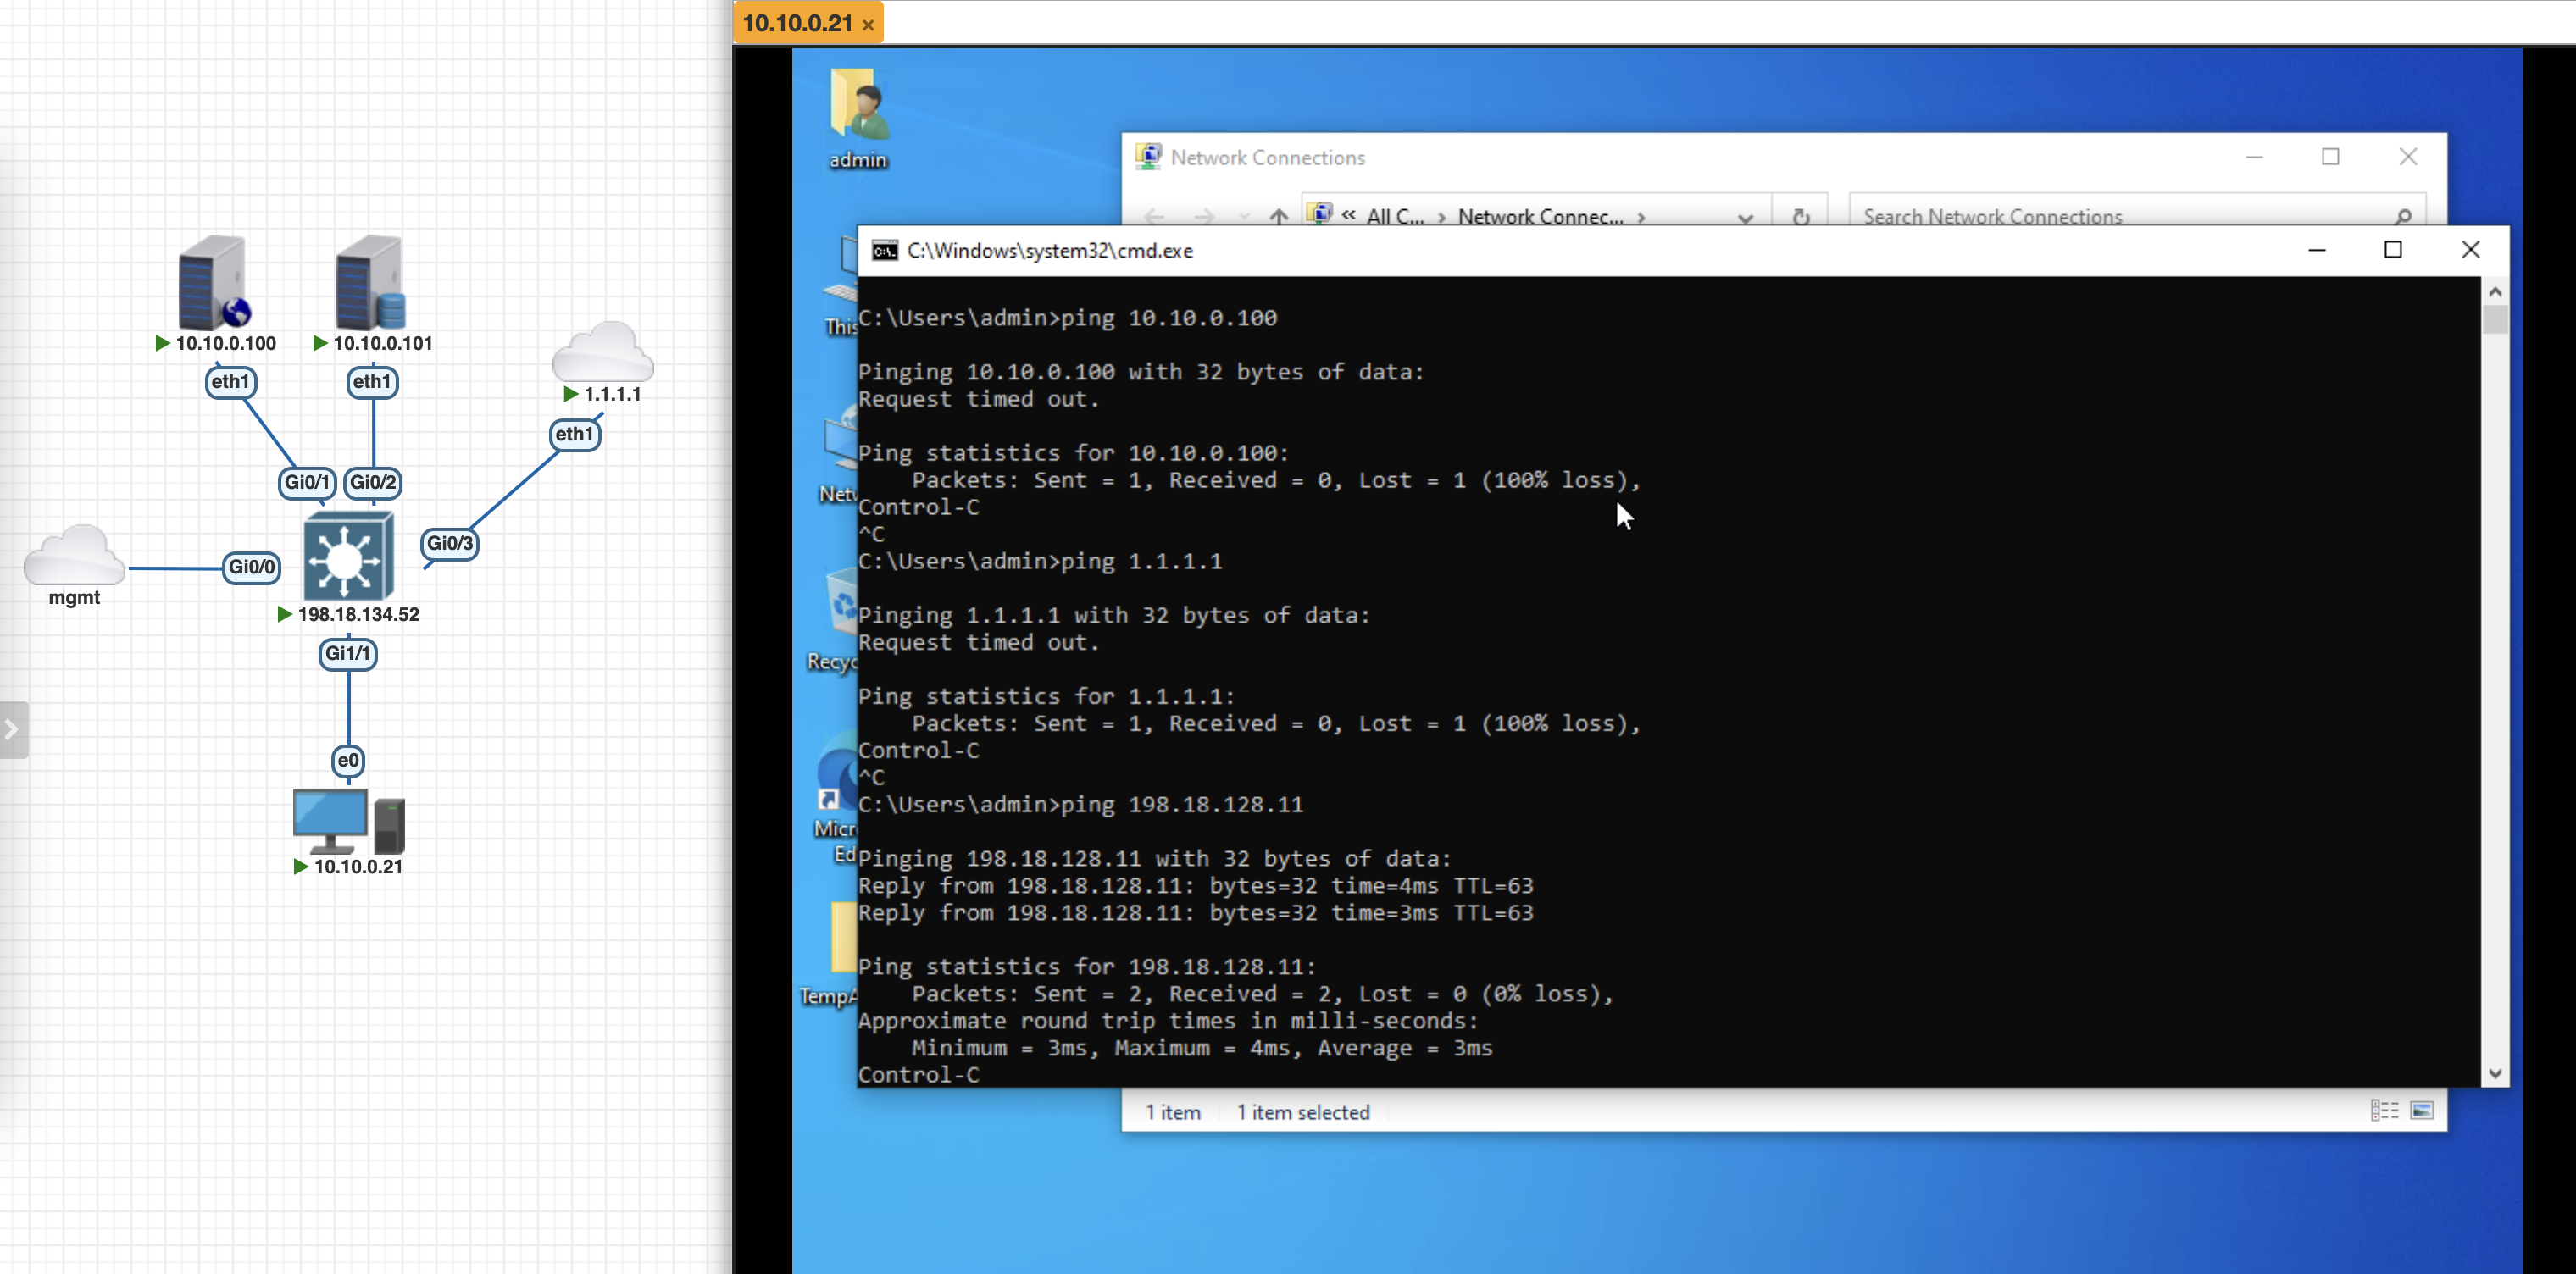 10.10.0.21 ×
admin
Network Connections
« All C... › Network Connec... ›
Search Network Connections
C:\Windows\system32\cmd.exe
C:\Users\admin>ping 10.10.0.100
Pinging 10.10.0.100 with 32 bytes of data:
Request timed out.
Ping statistics for 10.10.0.100:
Packets: Sent = 1, Received = 0, Lost = 1 (100% loss),
Control-C
^C
C:\Users\admin>ping 1.1.1.1
Pinging 1.1.1.1 with 32 bytes of data:
Request timed out.
Ping statistics for 1.1.1.1:
Packets: Sent = 1, Received = 0, Lost = 1 (100% loss),
Control-C
^C
C:\Users\admin>ping 198.18.128.11
Pinging 198.18.128.11 with 32 bytes of data:
Reply from 198.18.128.11: bytes=32 time=4ms TTL=63
Reply from 198.18.128.11: bytes=32 time=3ms TTL=63
Ping statistics for 198.18.128.11:
Packets: Sent = 2, Received = 2, Lost = 0 (0% loss),
Approximate round trip times in milli-seconds:
Minimum = 3ms, Maximum = 4ms, Average = 3ms
Control-C
1 item
1 item selected
This
Netw
Recyc
Micr
Ed
TempA
10.10.0.100
10.10.0.101
eth1
eth1
1.1.1.1
eth1
Gi0/1
Gi0/2
Gi0/3
Gi0/0
mgmt
198.18.134.52
Gi1/1
e0
10.10.0.21